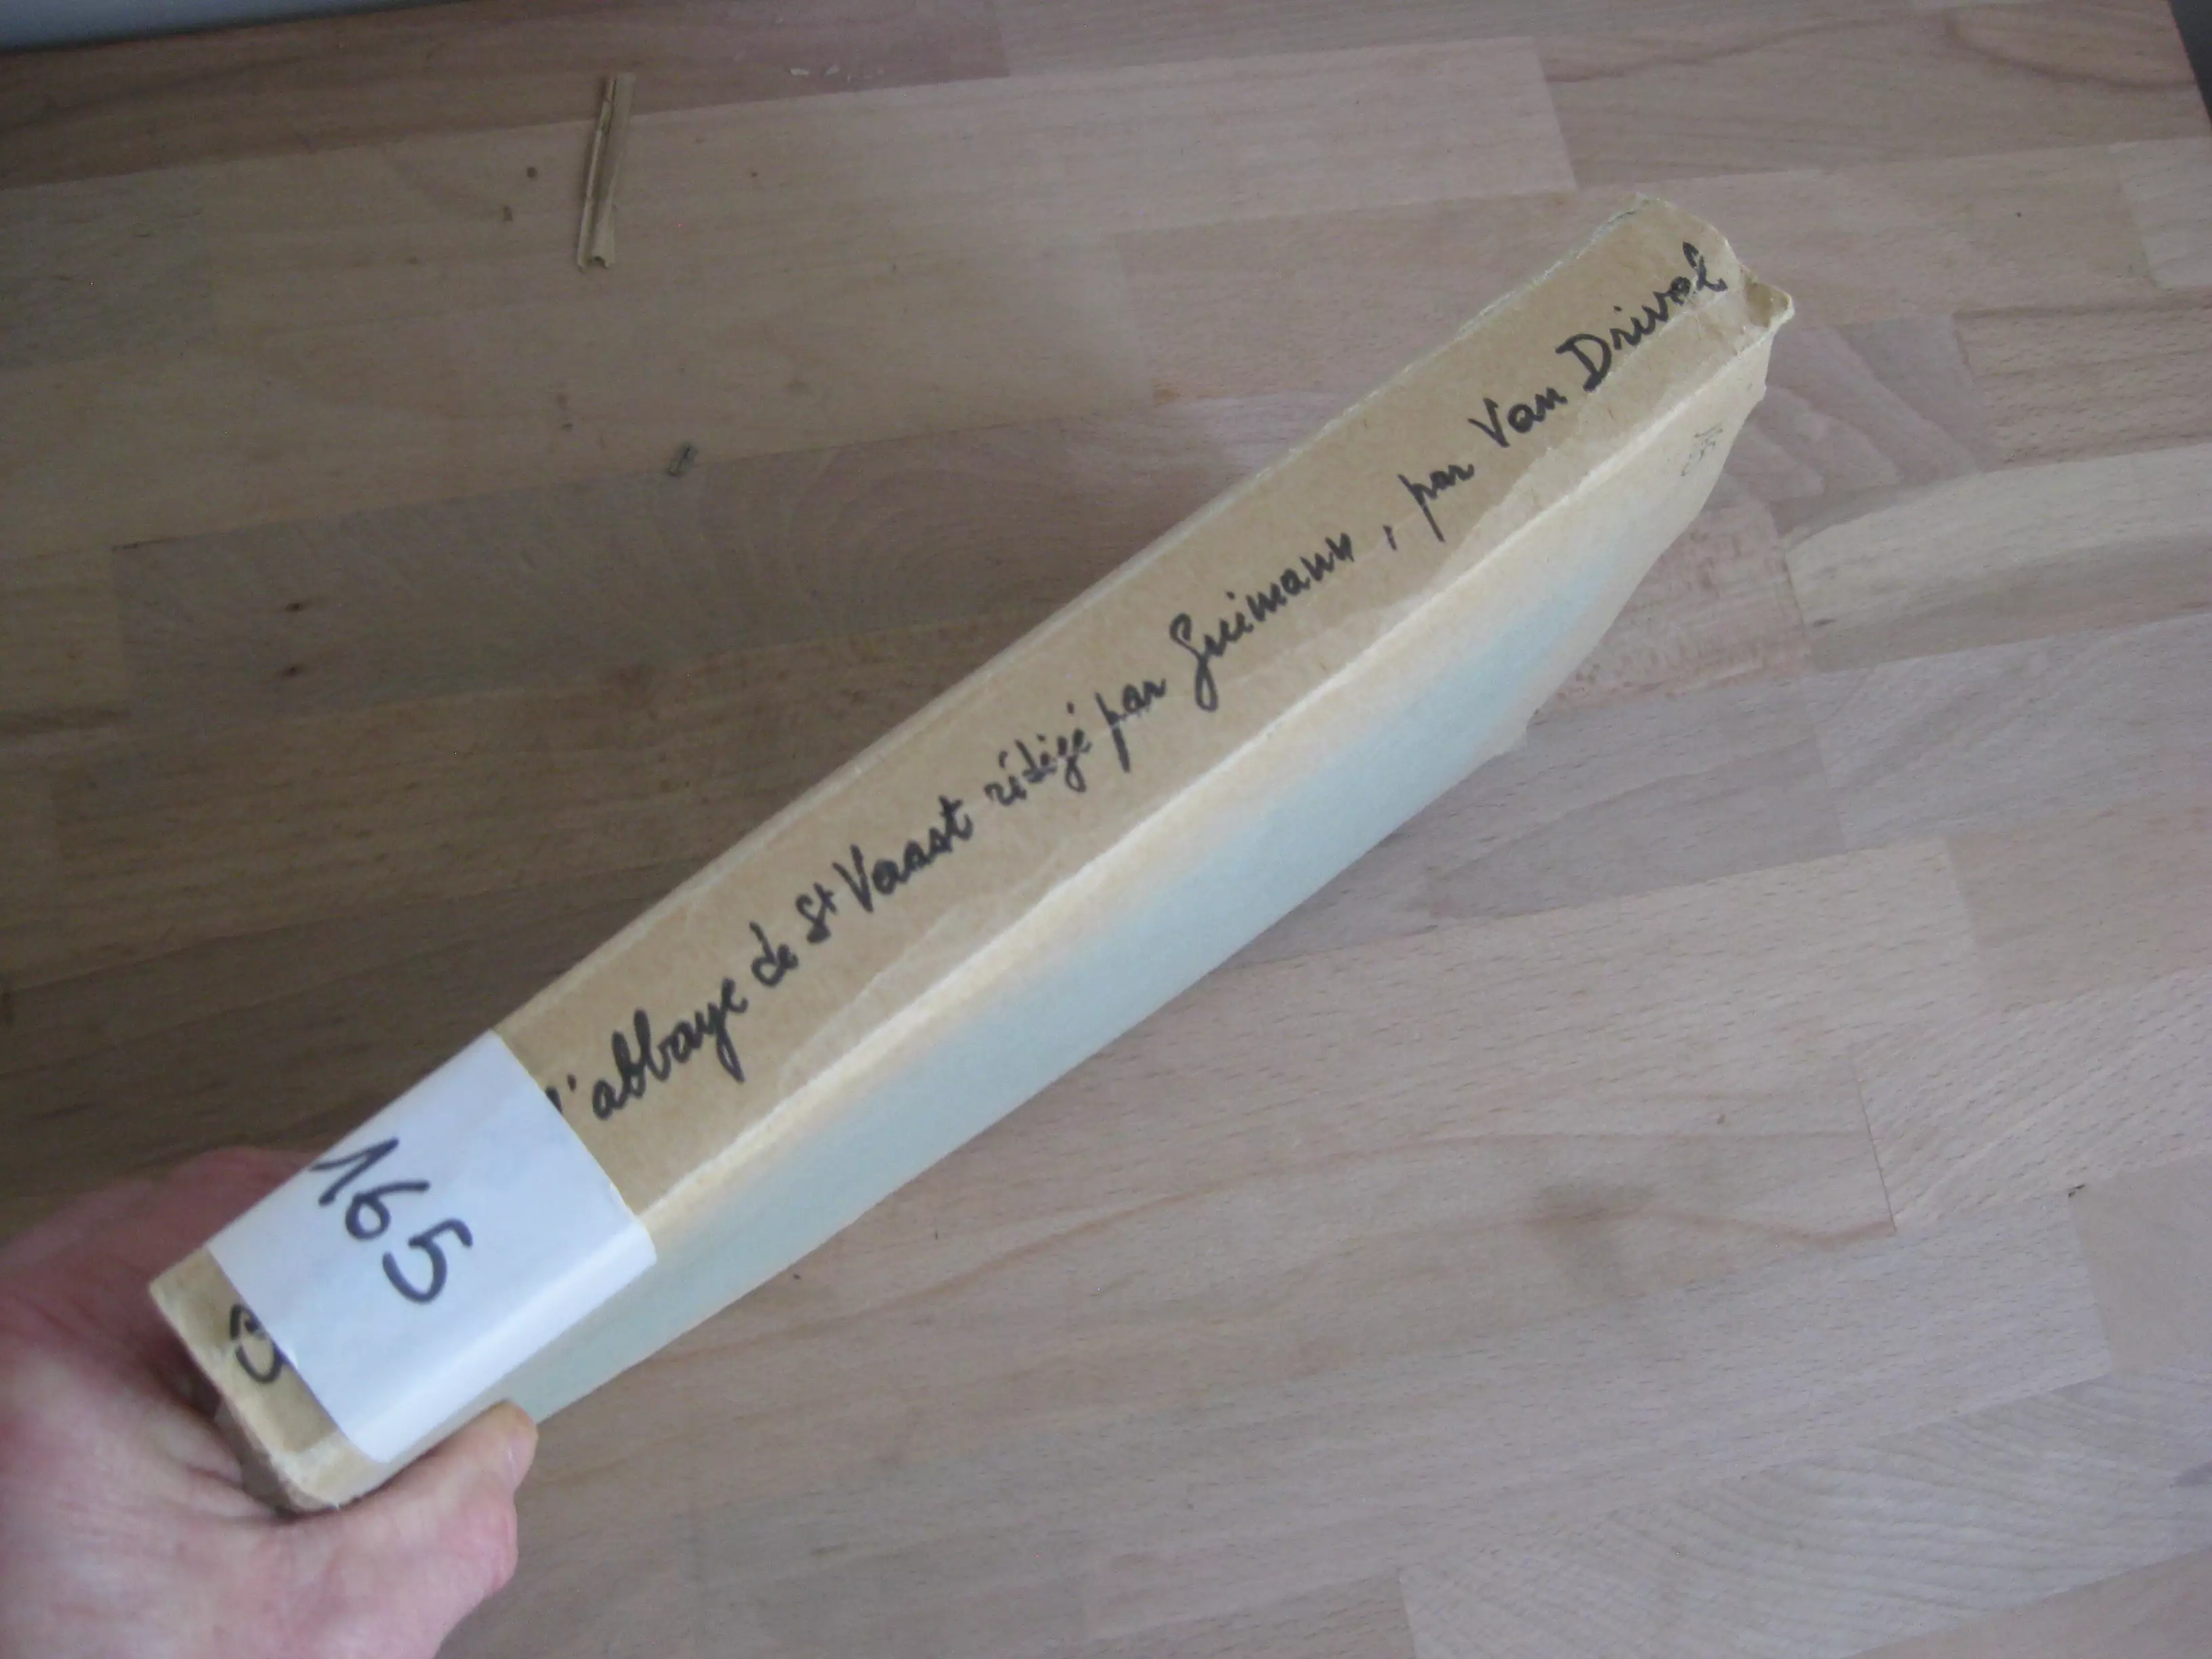 l'abbaye de St Vaast rédigé par Guimann, par Van Drival
165